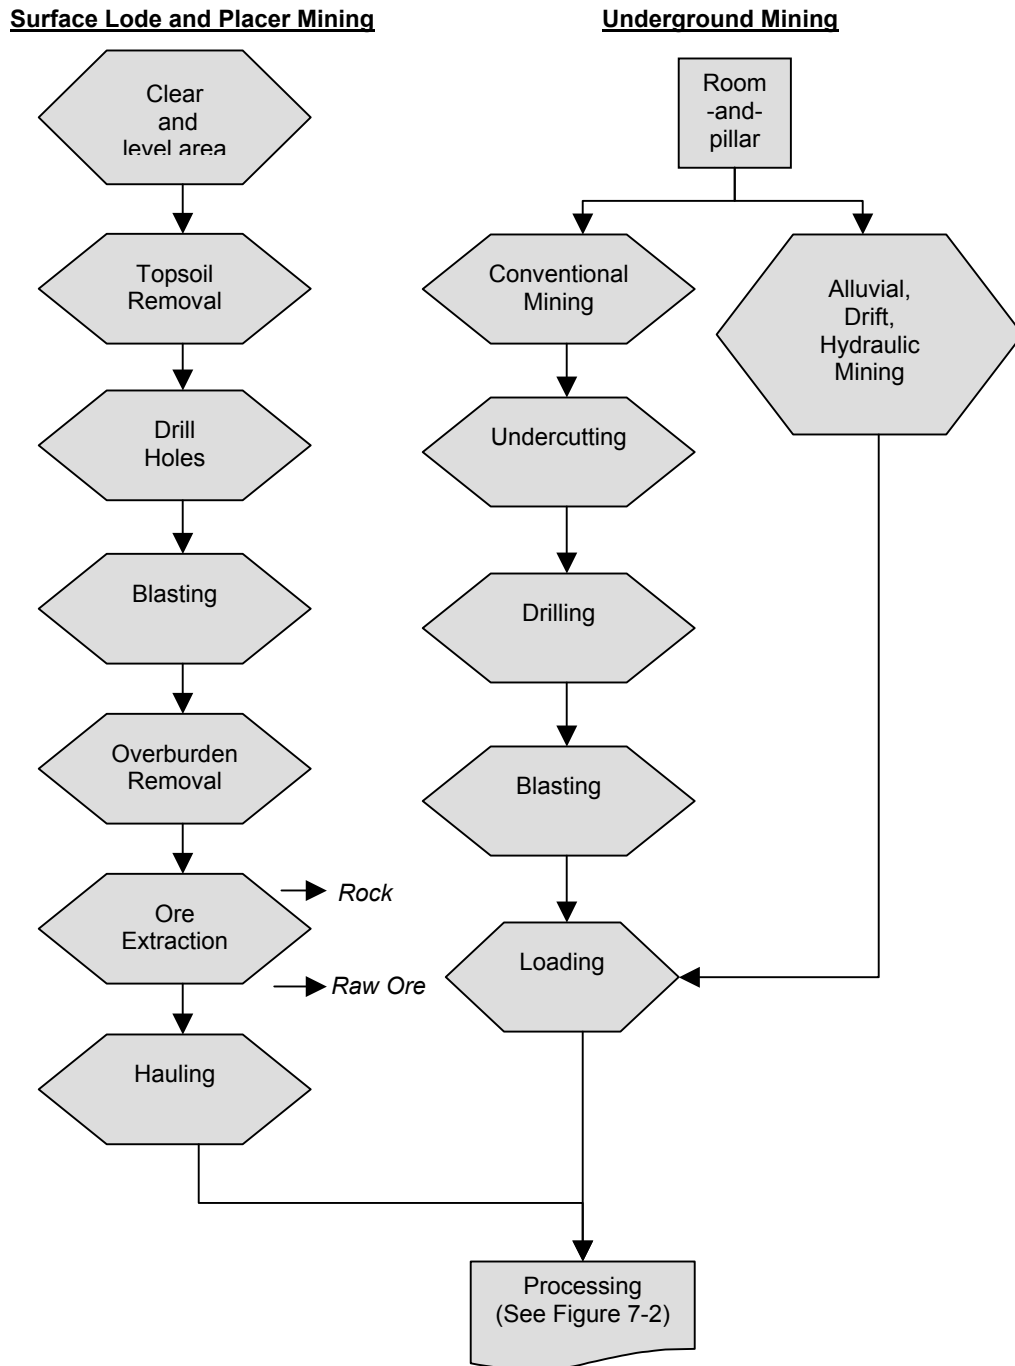 Surface Lode and Placer Mining
Clear
and
level area
Topsoil
Removal
Drill
Holes
Blasting
Overburden
Removal
Ore
Extraction
Rock
Raw Ore
Hauling
Underground Mining
Room
-and-
pillar
Conventional
Mining
Undercutting
Drilling
Blasting
Loading
Alluvial,
Drift,
Hydraulic
Mining
Processing
(See Figure 7-2)